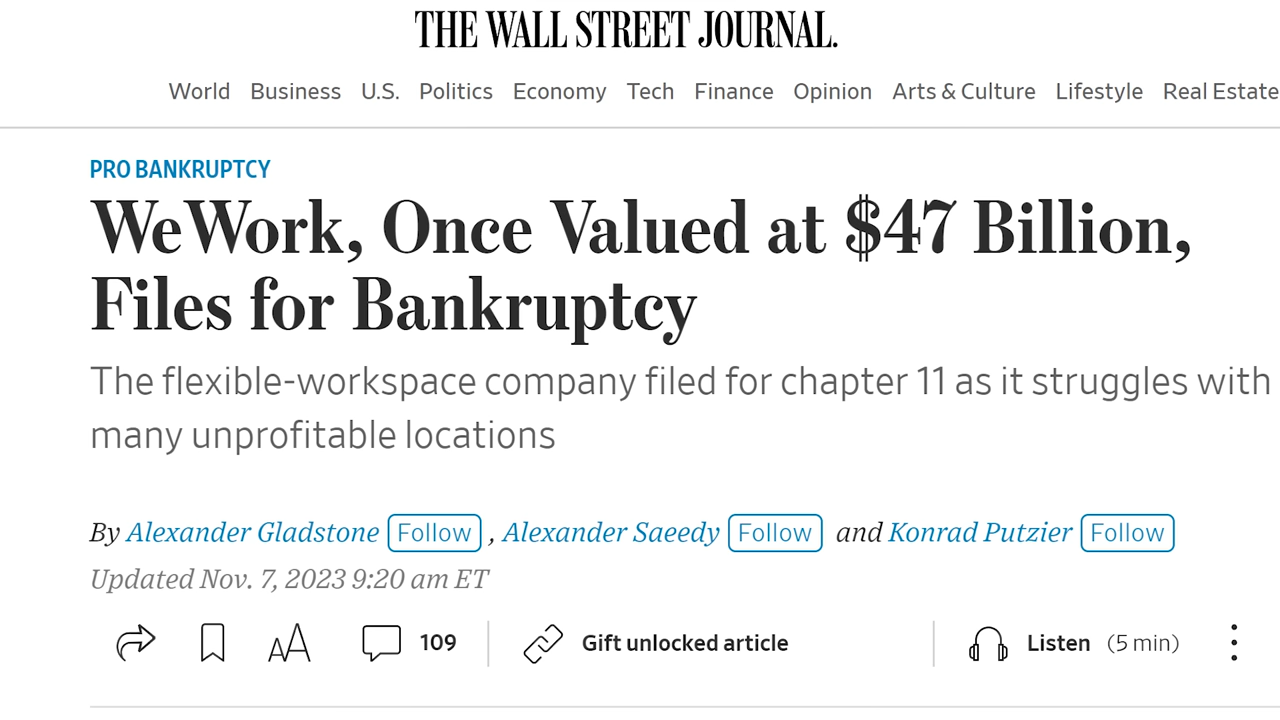 THE WALL STREET JOURNAL.
World Business U.S. Politics Economy Tech Finance Opinion Arts & Culture Lifestyle Real Estate
PRO BANKRUPTCY
WeWork, Once Valued at $47 Billion,
Files for Bankruptcy
The flexible-workspace company filed for chapter 11 as it struggles with
many unprofitable locations
By Alexander Gladstone Follow , Alexander Saeedy Follow and Konrad Putzier Follow
Updated Nov. 7, 2023 9:20 am ET
AA 109 Gift unlocked article Listen (5 min)